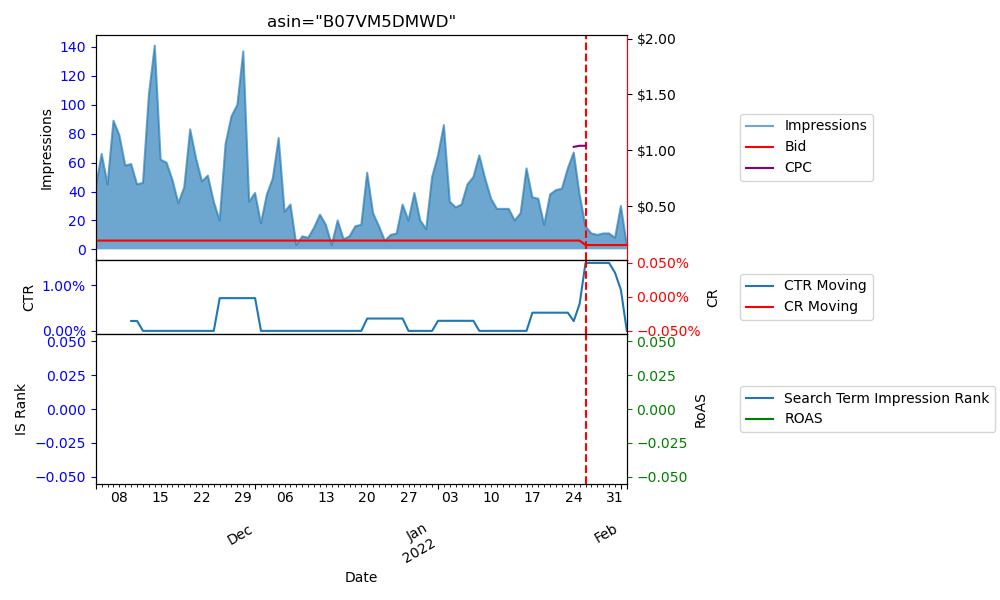 asin="B07VM5DMWD"
Impressions
140
120
100
80
60
40
20
0
$2.00
$1.50
$1.00
$0.50
Impressions
Bid
CPC
CTR
1.00%
0.00%
0.050%
0.000%
−0.050%
CR
CTR Moving
CR Moving
IS Rank
0.050
0.025
0.000
−0.025
−0.050
0.050
0.025
0.000
−0.025
−0.050
RoAS
Search Term Impression Rank
ROAS
08 15 22 29 06 13 20 27 03 10 17 24 31
Dec Jan Feb
2022
Date